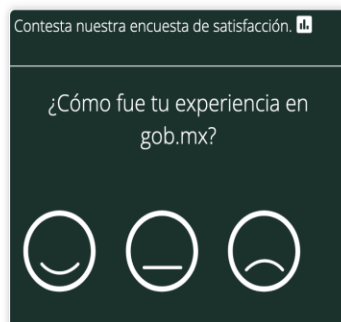 Contesta nuestra encuesta de satisfacción.
¿Cómo fue tu experiencia en
gob.mx?